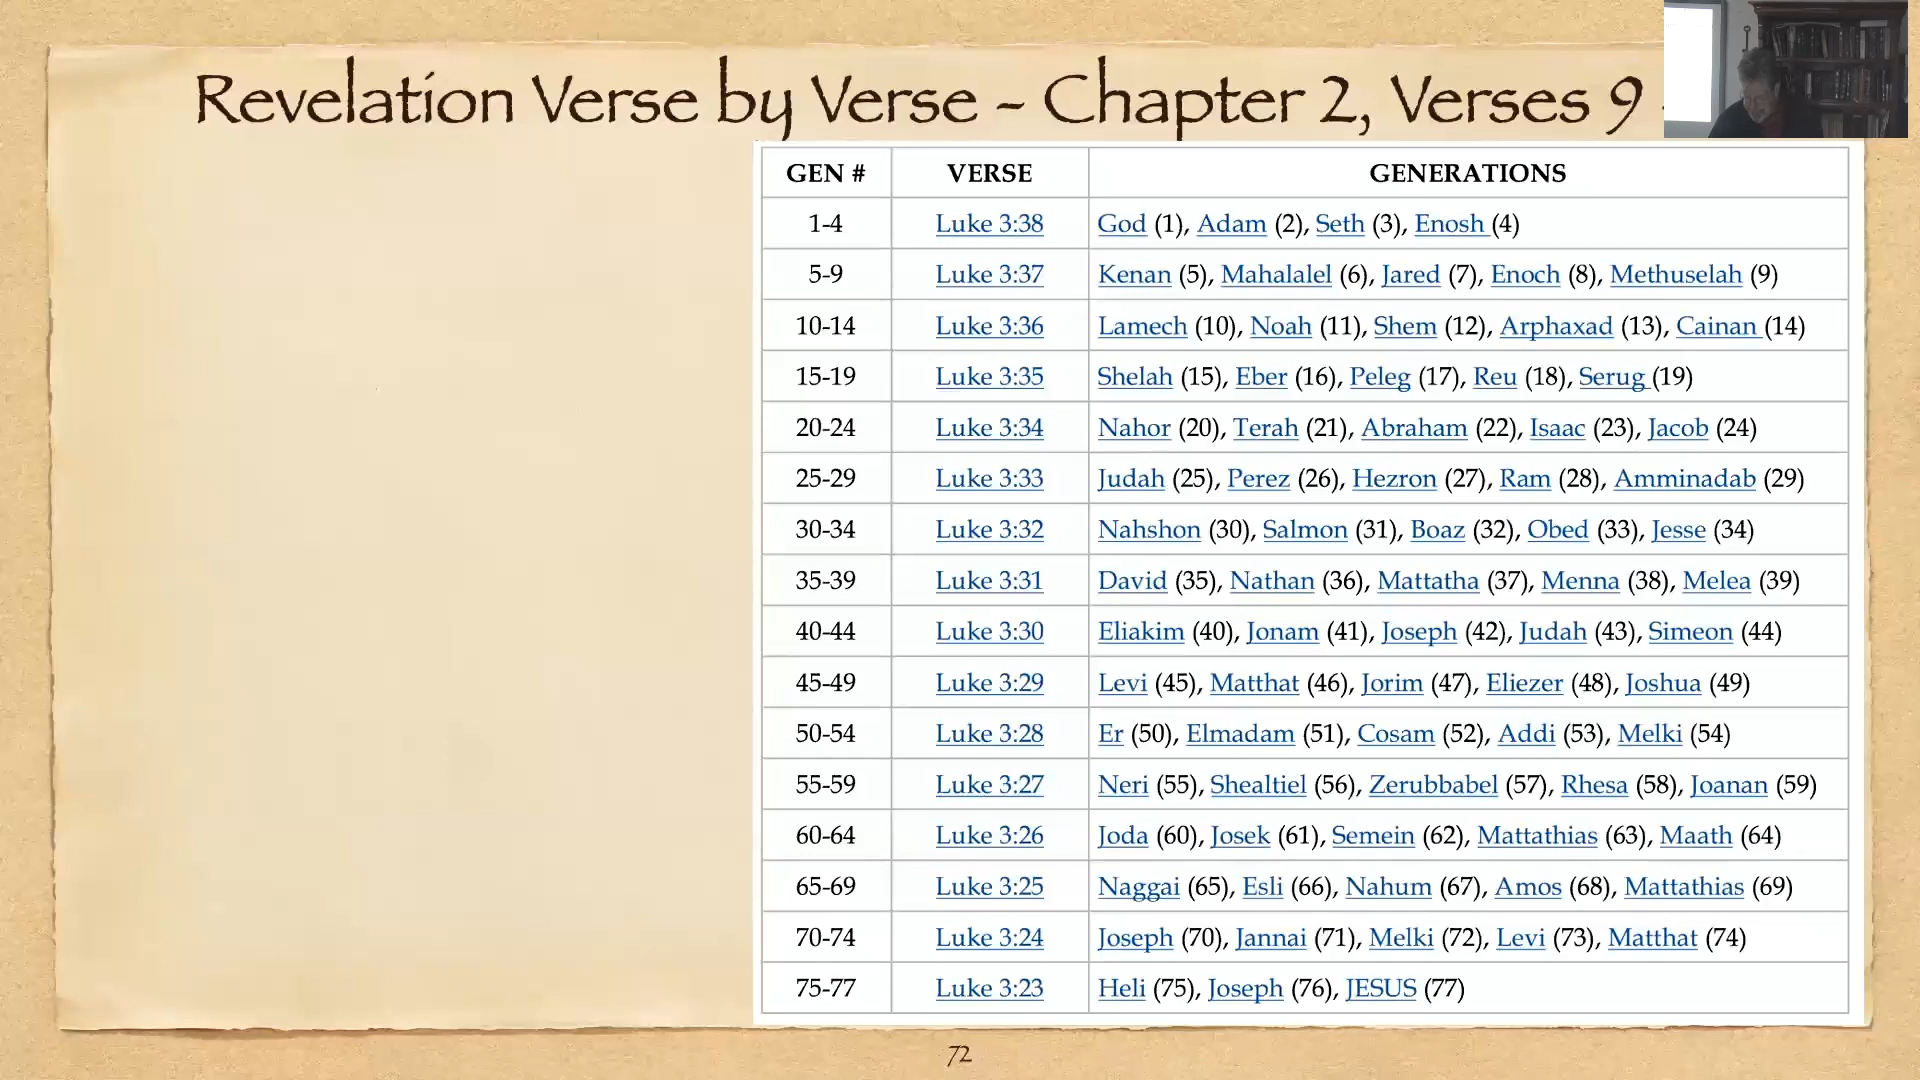 Revelation Verse by Verse - Chapter 2, Verses 9
GEN # VERSE GENERATIONS
1-4 Luke 3:38 God (1), Adam (2), Seth (3), Enosh (4)
5-9 Luke 3:37 Kenan (5), Mahalalel (6), Jared (7), Enoch (8), Methuselah (9)
10-14 Luke 3:36 Lamech (10), Noah (11), Shem (12), Arphaxad (13), Cainan (14)
15-19 Luke 3:35 Shelah (15), Eber (16), Peleg (17), Reu (18), Serug (19)
20-24 Luke 3:34 Nahor (20), Terah (21), Abraham (22), Isaac (23), Jacob (24)
25-29 Luke 3:33 Judah (25), Perez (26), Hezron (27), Ram (28), Amminadab (29)
30-34 Luke 3:32 Nahshon (30), Salmon (31), Boaz (32), Obed (33), Jesse (34)
35-39 Luke 3:31 David (35), Nathan (36), Mattatha (37), Menna (38), Melea (39)
40-44 Luke 3:30 Eliakim (40), Jonam (41), Joseph (42), Judah (43), Simeon (44)
45-49 Luke 3:29 Levi (45), Matthat (46), Jorim (47), Eliezer (48), Joshua (49)
50-54 Luke 3:28 Er (50), Elmadam (51), Cosam (52), Addi (53), Melki (54)
55-59 Luke 3:27 Neri (55), Shealtiel (56), Zerubbabel (57), Rhesa (58), Joanan (59)
60-64 Luke 3:26 Joda (60), Josek (61), Semein (62), Mattathias (63), Maath (64)
65-69 Luke 3:25 Naggai (65), Esli (66), Nahum (67), Amos (68), Mattathias (69)
70-74 Luke 3:24 Joseph (70), Jannai (71), Melki (72), Levi (73), Matthat (74)
75-77 Luke 3:23 Heli (75), Joseph (76), JESUS (77)
72